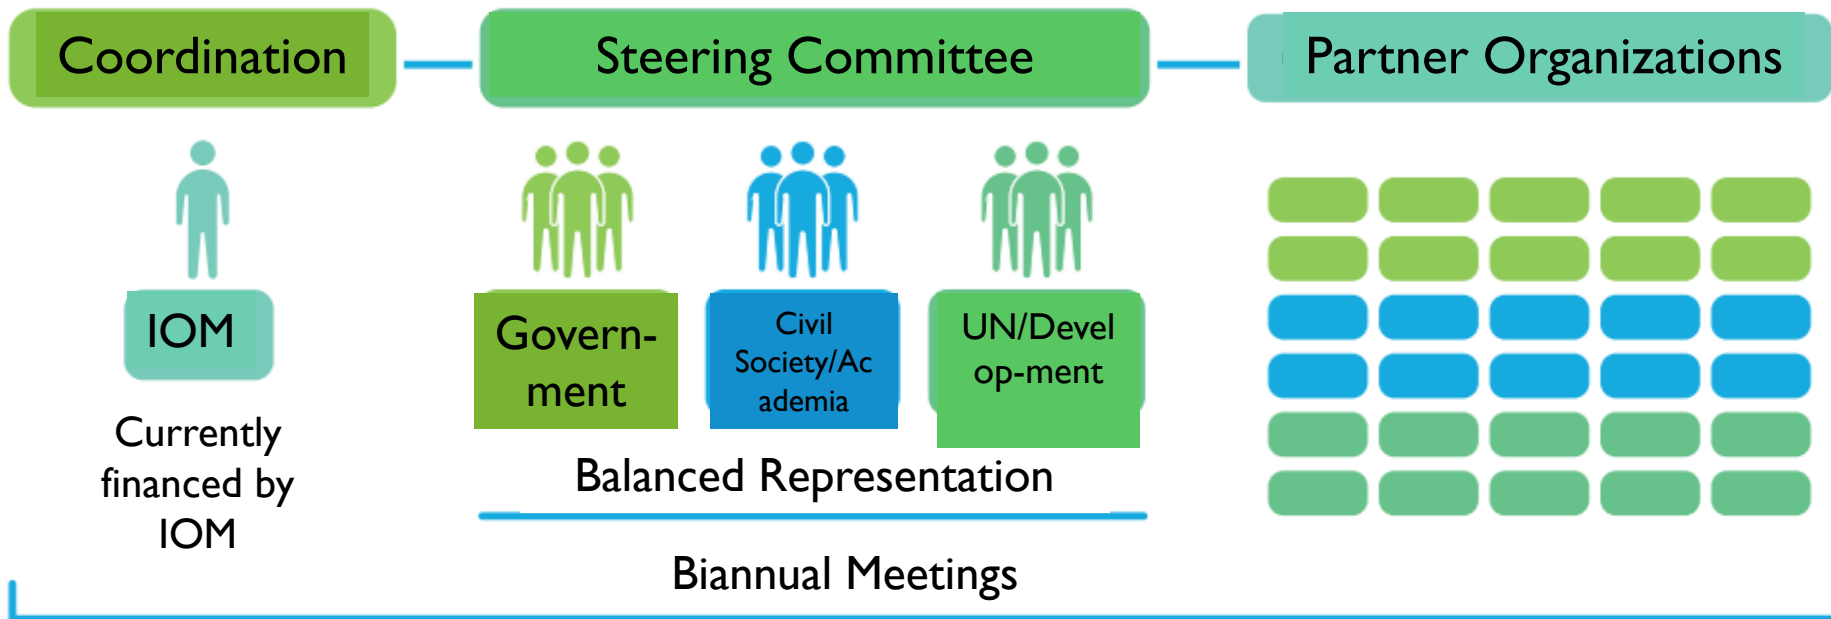 Coordination
Steering Committee
Partner Organizations
IOM
Currently
financed by
IOM
Govern-
ment
Civil
Society/Ac
ademia
UN/Devel
op-ment
Balanced Representation
Biannual Meetings